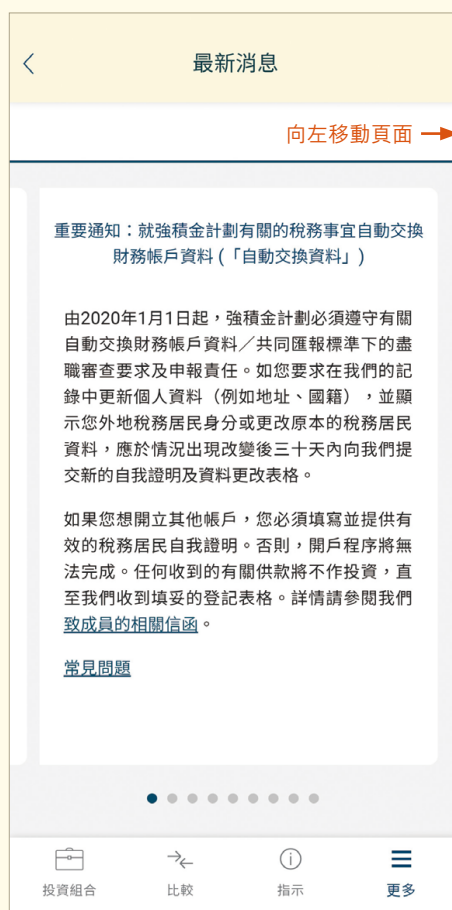 最新消息
向左移動頁面
重要通知：就強積金計劃有關的稅務事宜自動交換
財務帳戶資料 (「自動交換資料」)
由2020年1月1日起，強積金計劃必須遵守有關
自動交換財務帳戶資料／共同匯報標準下的盡
職審查要求及申報責任。如您要求在我們的記
錄中更新個人資料（例如地址、國籍），並顯
示您外地稅務居民身分或更改原本的稅務居民
資料，應於情況出現改變後三十天內向我們提
交新的自我證明及資料更改表格。
如果您想開立其他帳戶，您必須填寫並提供有
效的稅務居民自我證明。否則，開戶程序將無
法完成。任何收到的有關供款將不作投資，直
至我們收到填妥的登記表格。詳情請參閱我們
致成員的相關信函。
常見問題
投資組合
比較
指示
更多